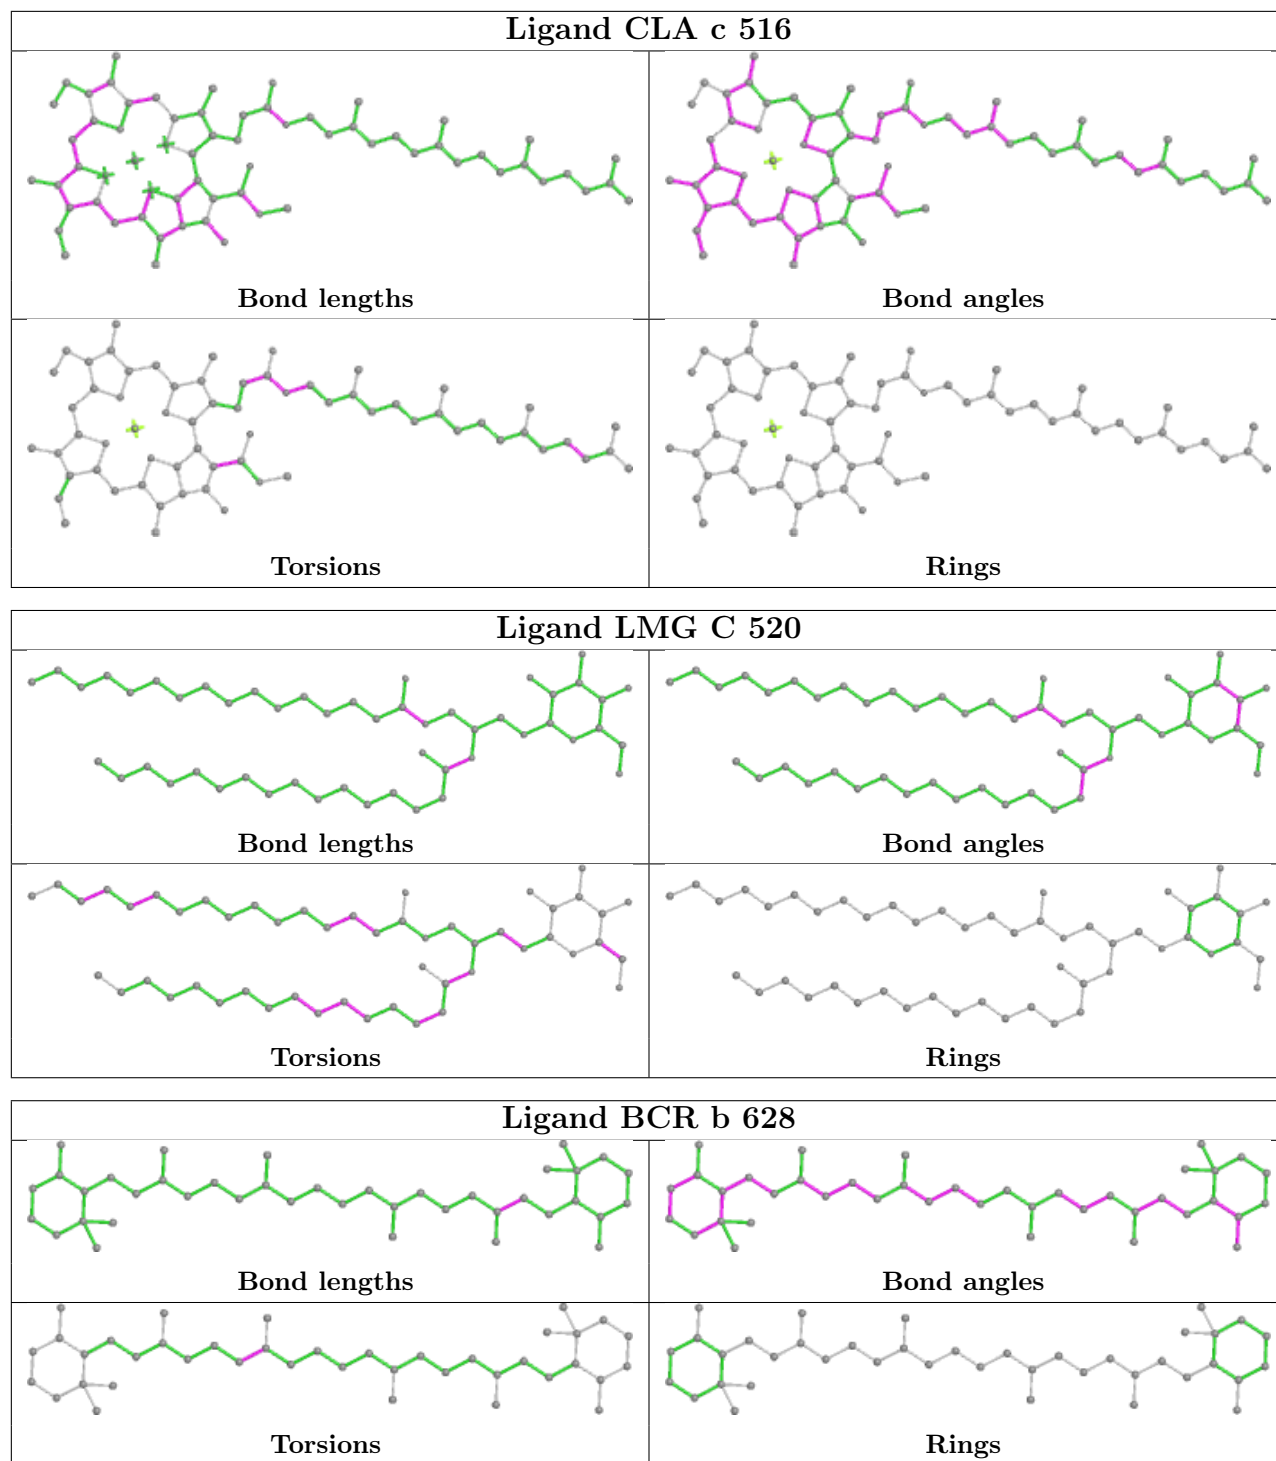 Ligand CLA c 516
Bond lengths
Bond angles
Torsions
Rings
Ligand LMG C 520
Bond lengths
Bond angles
Torsions
Rings
Ligand BCR b 628
Bond lengths
Bond angles
Torsions
Rings